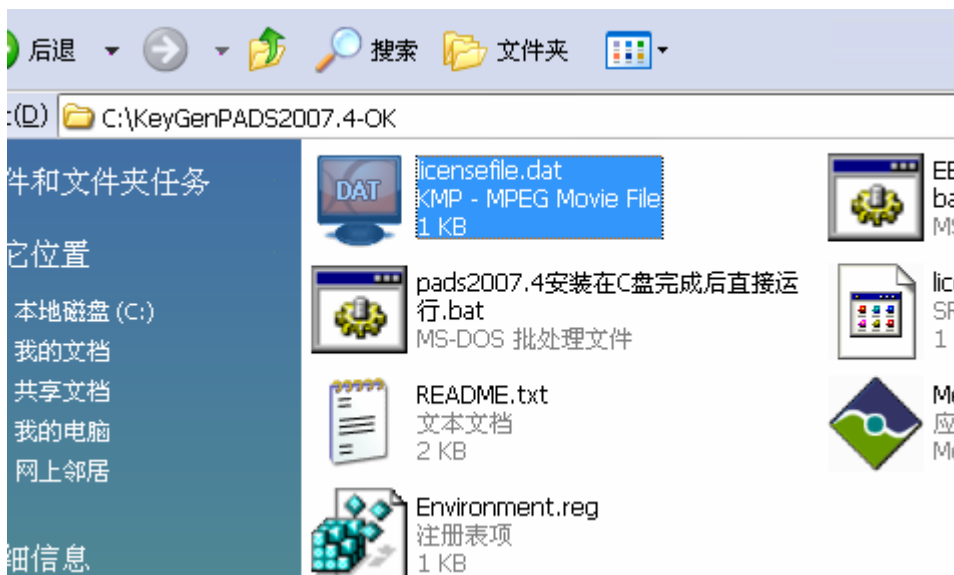 后退
搜索
文件夹
(D) C:\KeyGenPADS2007.4-OK
件和文件夹任务
它位置
本地磁盘 (C:)
我的文档
共享文档
我的电脑
网上邻居
细信息
DAT
licensefile.dat
KMP - MPEG Movie File
1 KB
pads2007.4安装在C盘完成后直接运
行.bat
MS-DOS 批处理文件
README.txt
文本文档
2 KB
Environment.reg
注册表项
1 KB
lic
1